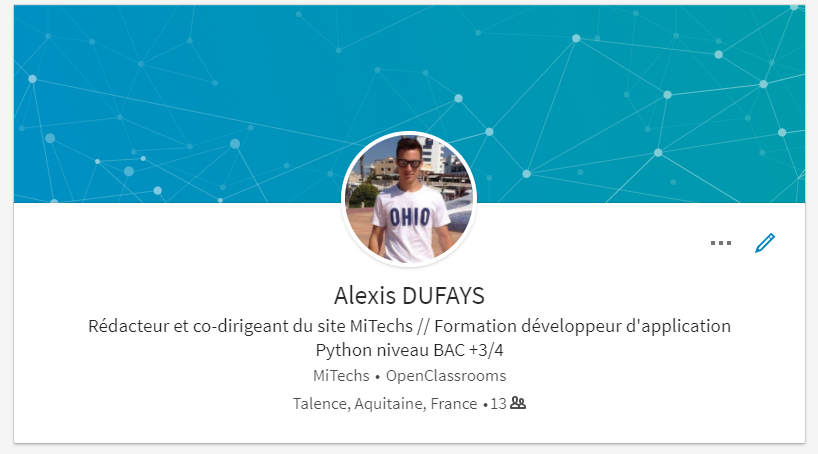 OHIO
Alexis DUFAYS
Rédacteur et co-dirigeant du site MiTechs // Formation développeur d'application
Python niveau BAC +3/4
MiTechs • OpenClassrooms
Talence, Aquitaine, France • 13